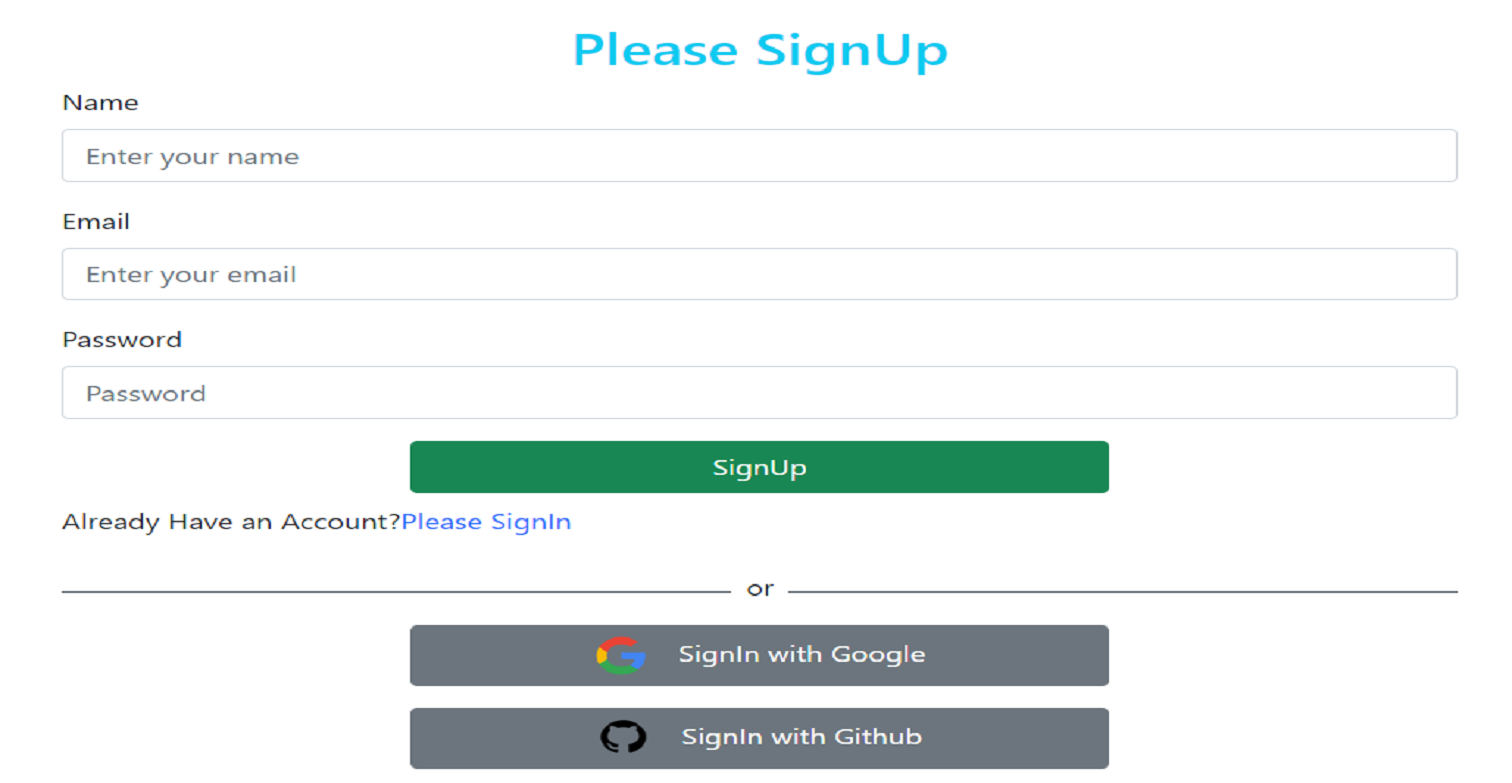 Please SignUp
Name
Enter your name
Email
Enter your email
Password
Password
SignUp
Already Have an Account?Please SignIn
or
SignIn with Google
SignIn with Github